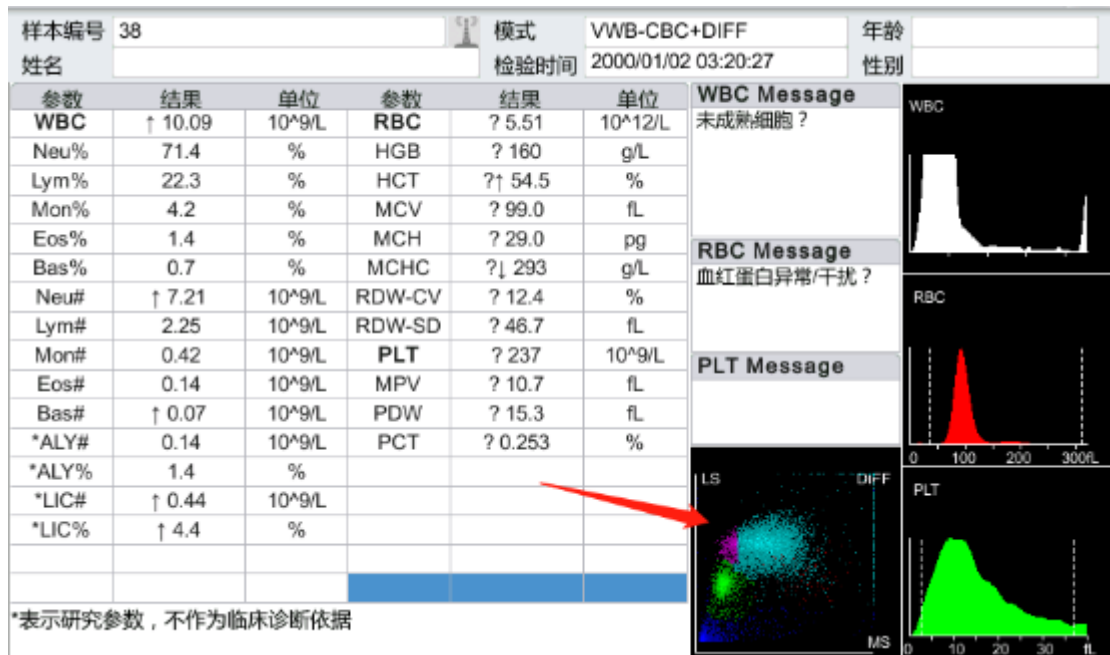 样本编号 38 模式 VWB-CBC+DIFF 年龄
姓名 检验时间 2000/01/02 03:20:27 性别
参数 结果 单位 参数 结果 单位
WBC ↑ 10.09 10^9/L RBC ? 5.51 10^12/L
Neu% 71.4 % HGB ? 160 g/L
Lym% 22.3 % HCT ?↑ 54.5 %
Mon% 4.2 % MCV ? 99.0 fL
Eos% 1.4 % MCH ? 29.0 pg
Bas% 0.7 % MCHC ?↓ 293 g/L
Neu# ↑ 7.21 10^9/L RDW-CV ? 12.4 %
Lym# 2.25 10^9/L RDW-SD ? 46.7 fL
Mon# 0.42 10^9/L PLT ? 237 10^9/L
Eos# 0.14 10^9/L MPV ? 10.7 fL
Bas# ↑ 0.07 10^9/L PDW ? 15.3 fL
*ALY# 0.14 10^9/L PCT ? 0.253 %
*ALY% 1.4 %
*LIC# ↑ 0.44 10^9/L
*LIC% ↑ 4.4 %
*表示研究参数，不作为临床诊断依据
WBC Message
未成熟细胞？
RBC Message
血红蛋白异常/干扰？
PLT Message
LS DIFF
MS
WBC
RBC
0 100 200 300fL
PLT
0 10 20 30 fL